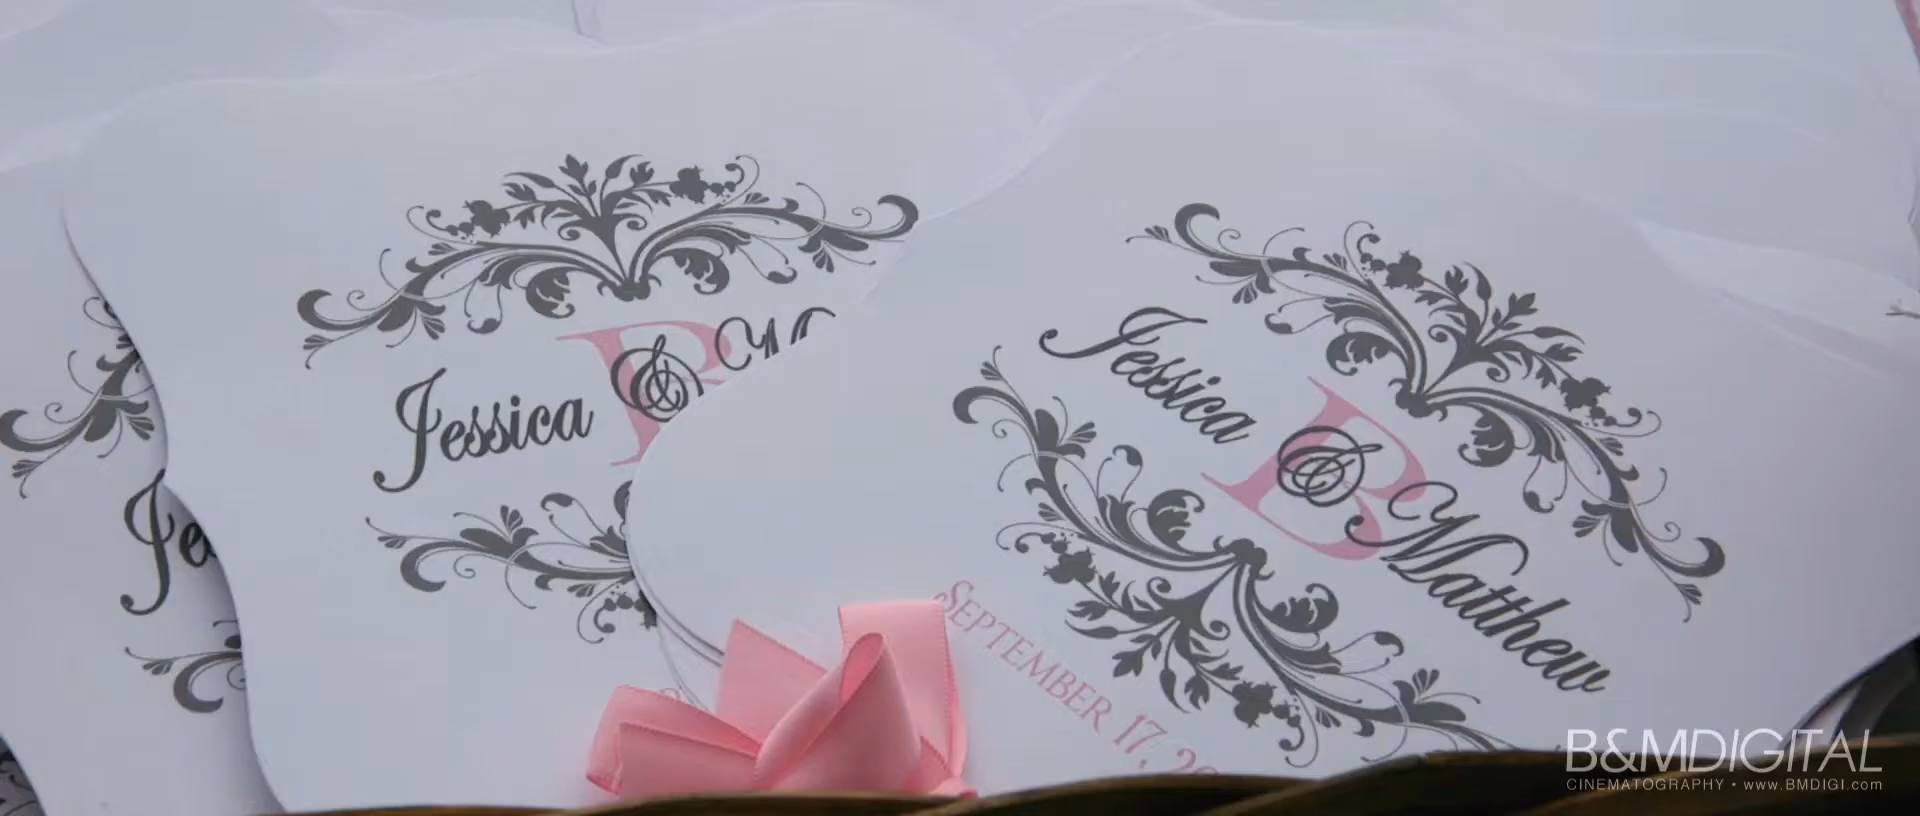 Jessica & M
B
Jessica & Matthew
B
September 17, 20
Je
B&MDIGITAL
CINEMATOGRAPHY • www.BMDIGI.com